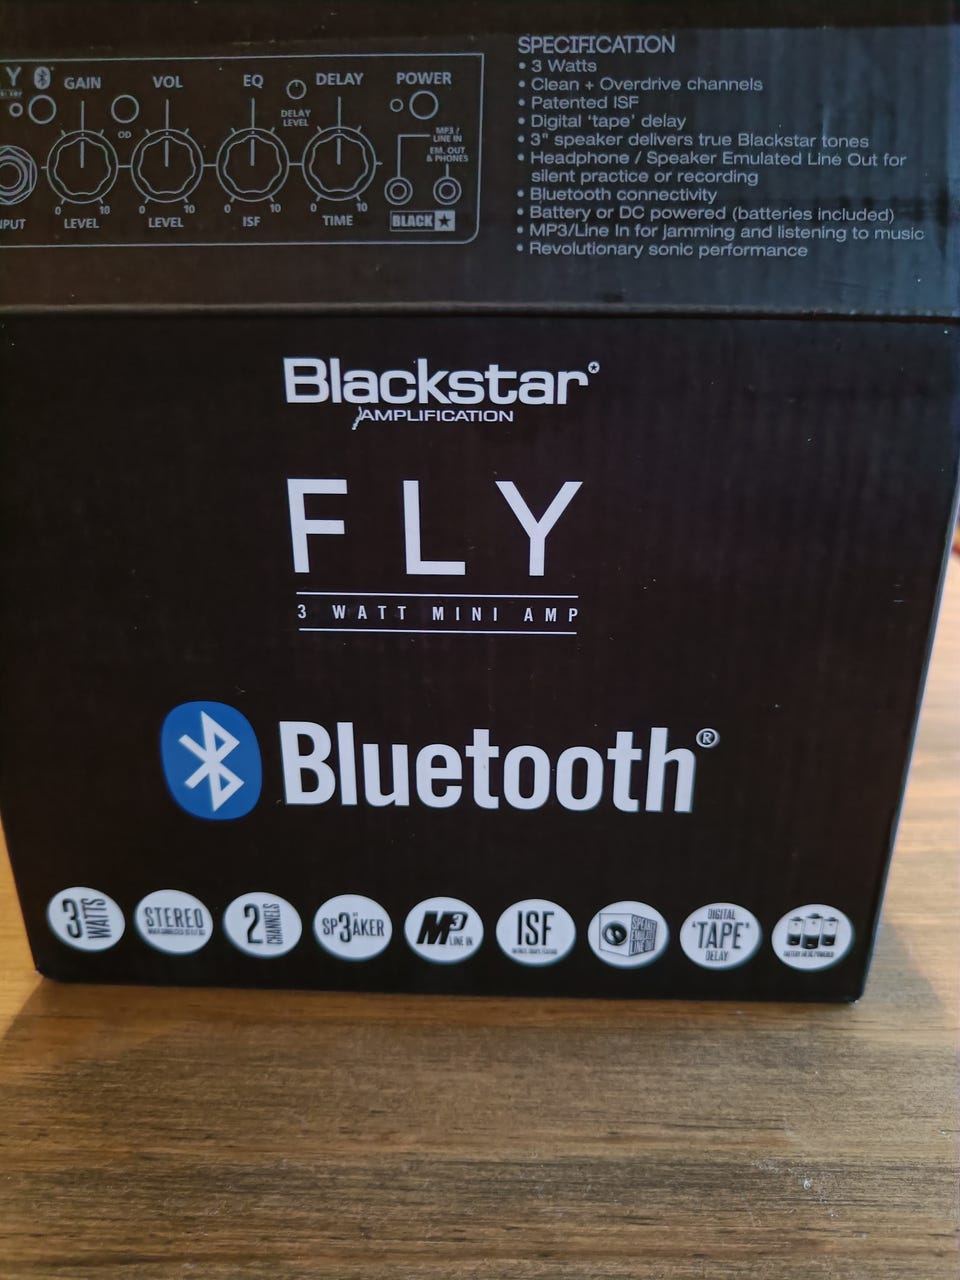 Y
GAIN VOL EQ DELAY POWER
DELAY
LEVEL
OD
MP3 /
LINE IN
EM. OUT
& PHONES
0 10 0 10 0 10 0 10
LEVEL LEVEL ISF TIME
BLACK★
SPECIFICATION
• 3 Watts
• Clean + Overdrive channels
• Patented ISF
• Digital 'tape' delay
• 3" speaker delivers true Blackstar tones
• Headphone / Speaker Emulated Line Out for
silent practice or recording
• Bluetooth connectivity
• Battery or DC powered (batteries included)
• MP3/Line In for jamming and listening to music
• Revolutionary sonic performance
Blackstar
AMPLIFICATION
FLY
3 WATT MINI AMP
Bluetooth®
3 WATTS
STEREO
2 CHANNELS
SP3AKER
MP3 LINE IN
ISF
SPEAKER
EMULATED
LINE OUT
DIGITAL
'TAPE'
DELAY